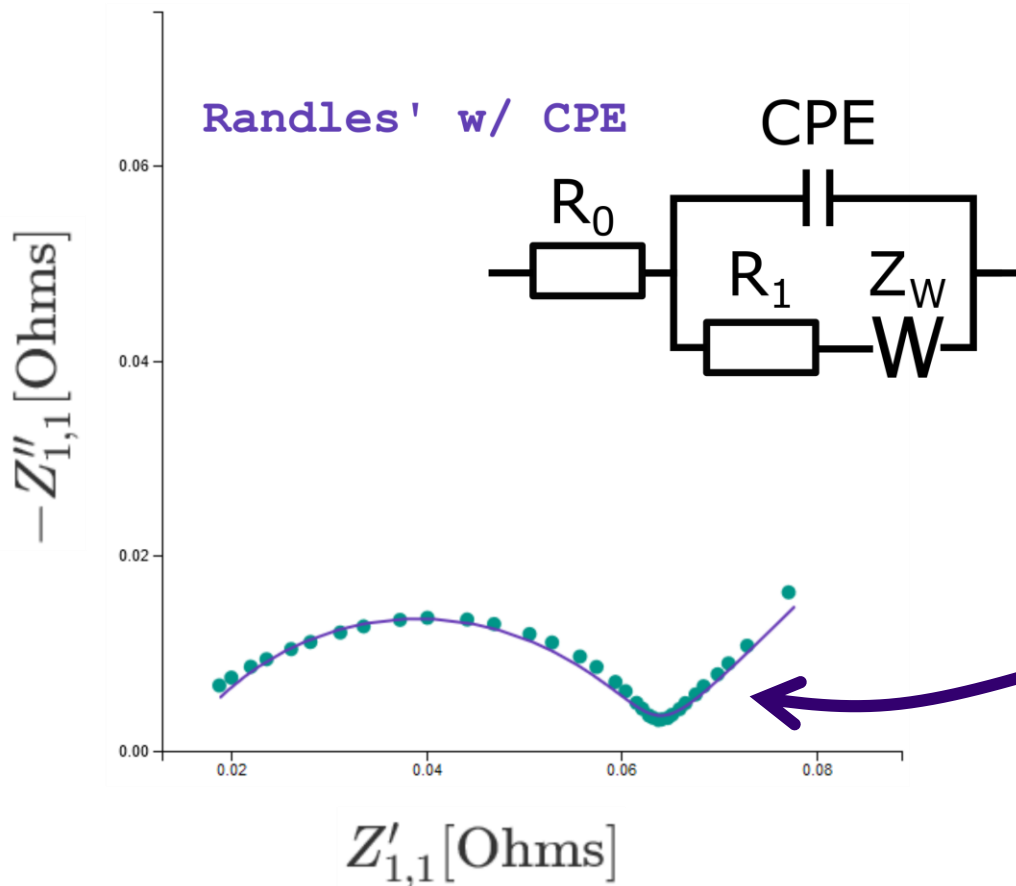 Randles' w/ CPE
CPE
R₀
R₁
Z_W
W
0.06
0.04
0.02
0.00
0.02
0.04
0.06
0.08
−Z″₁,₁[Ohms]
Z′₁,₁[Ohms]